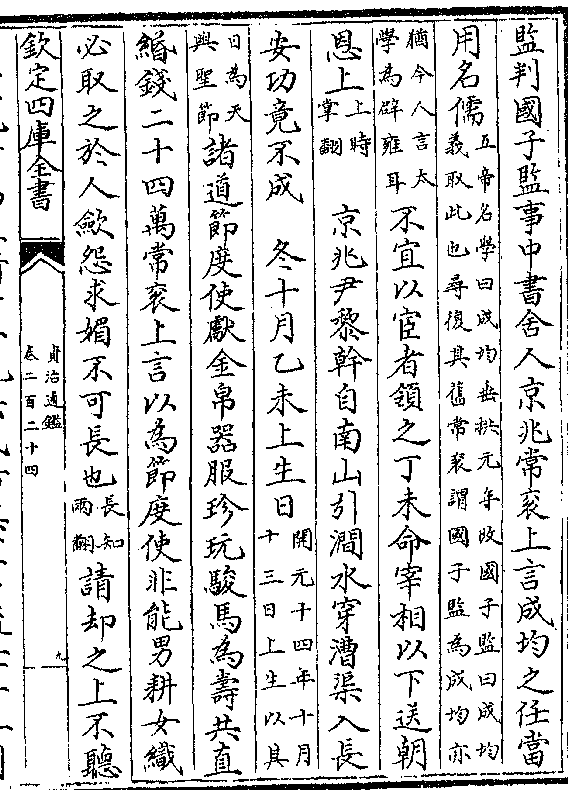 監判國子監事中書舍人京兆常衮上言成均之任當
用名儒五帝名學曰成均垂拱元年改國子監曰成均
義取此也尋復其舊常衮謂國子監為成均亦
猶今人言太
學為辟雍耳不宜以宦者領之丁未命宰相以下送朝
恩上上時
掌翻京兆尹黎幹自南山引澗水穿漕渠入長
安功竟不成 冬十月乙未上生日開元十四年十月
十三日上生以其
日為天
興聖節諸道節度使獻金帛器服珍玩駿馬為壽共直
緡錢二十四萬常衮上言以為節度使非能男耕女織
必取之於人斂怨求媚不可長也長知
兩翻請却之上不聽
欽定四庫全書
資治通鑑
卷二百二十四
九